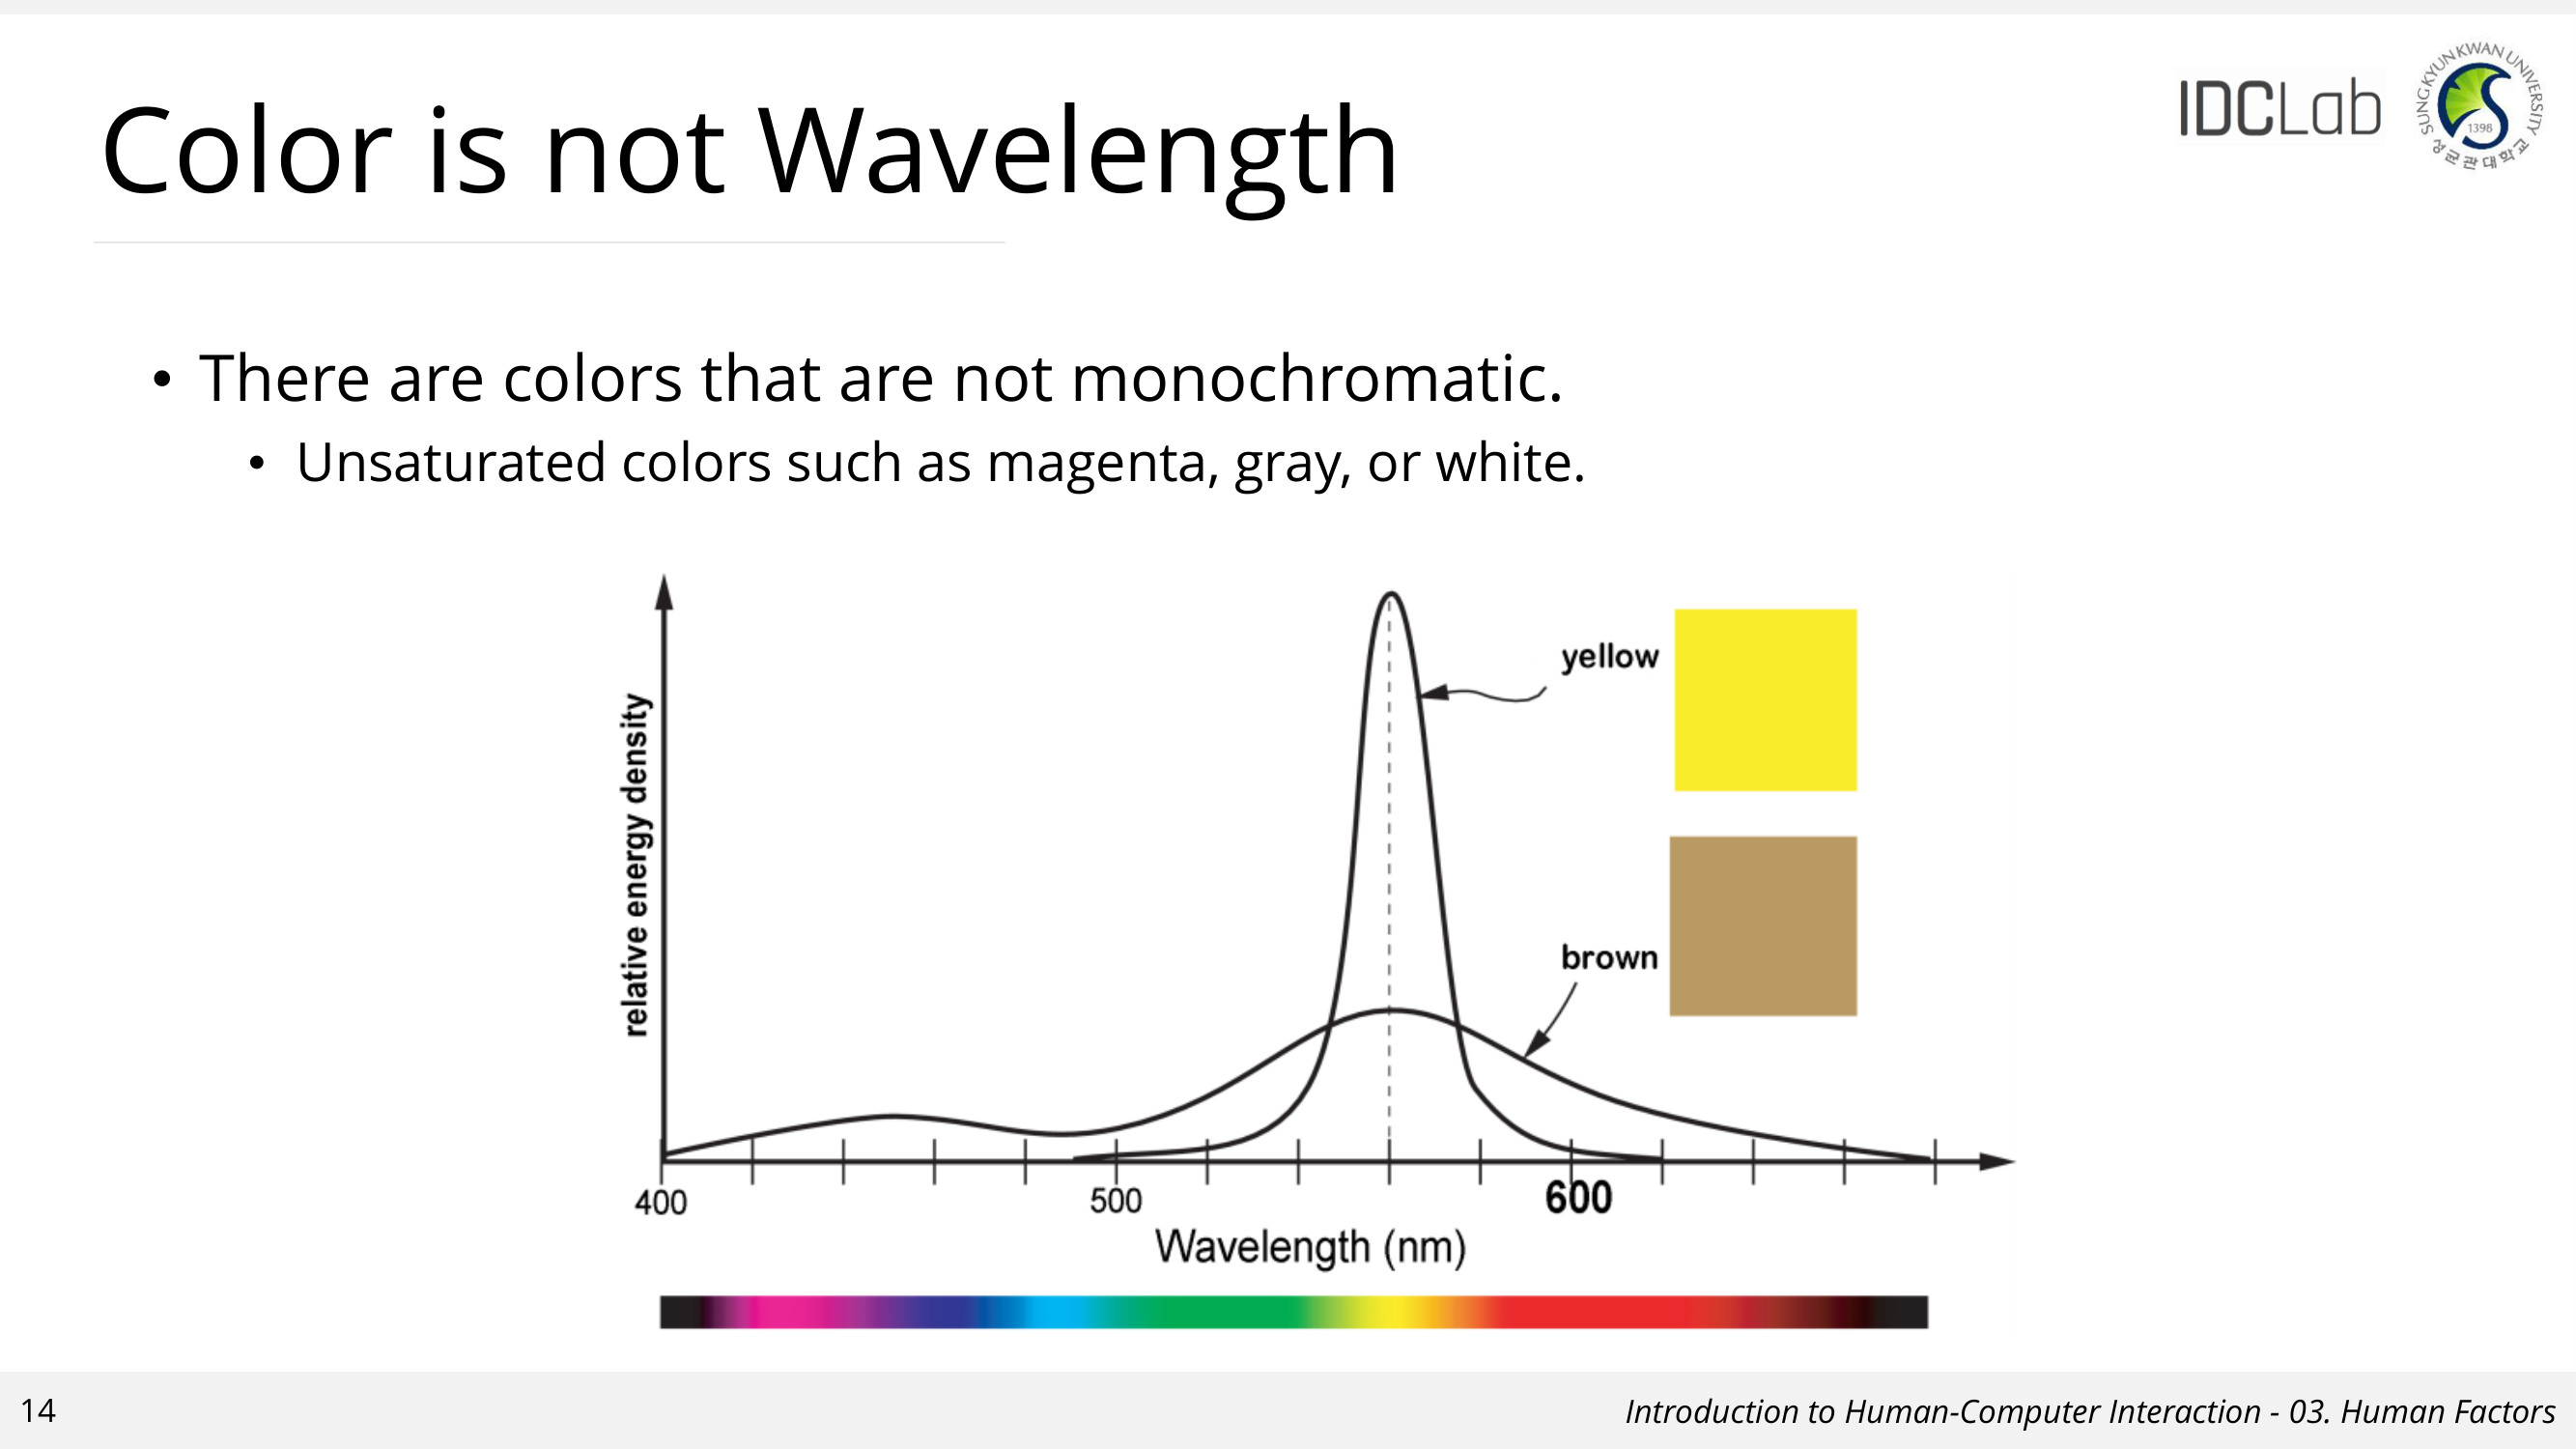 Color is not Wavelength
IDCLab
SUNGKYUNKWAN UNIVERSITY
1398
성균관대학교
• There are colors that are not monochromatic.
• Unsaturated colors such as magenta, gray, or white.
relative energy density
yellow
brown
400 500 600
Wavelength (nm)
14
Introduction to Human-Computer Interaction - 03. Human Factors